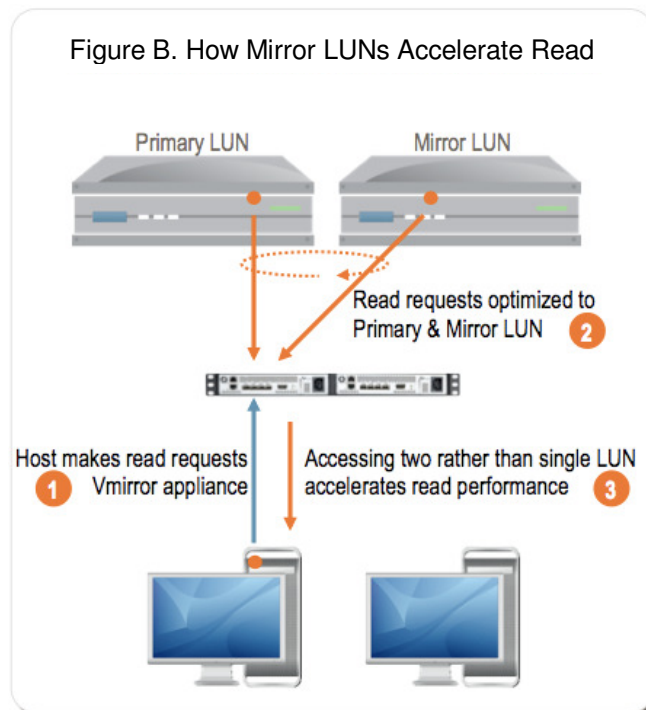 Figure B. How Mirror LUNs Accelerate Read
Primary LUN
Mirror LUN
Read requests optimized to
Primary & Mirror LUN 2
Host makes read requests
1 Vmirror appliance
Accessing two rather than single LUN
accelerates read performance 3